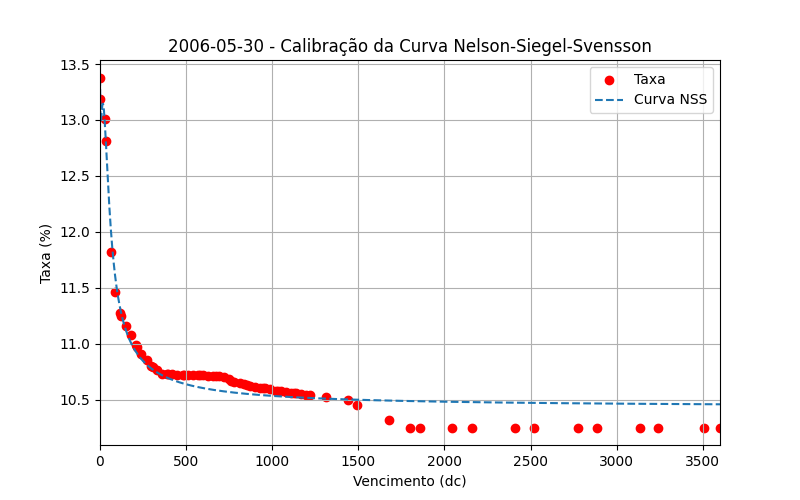 2006-05-30 - Calibração da Curva Nelson-Siegel-Svensson
Taxa
Curva NSS
Taxa (%)
13.5
13.0
12.5
12.0
11.5
11.0
10.5
0 500 1000 1500 2000 2500 3000 3500
Vencimento (dc)